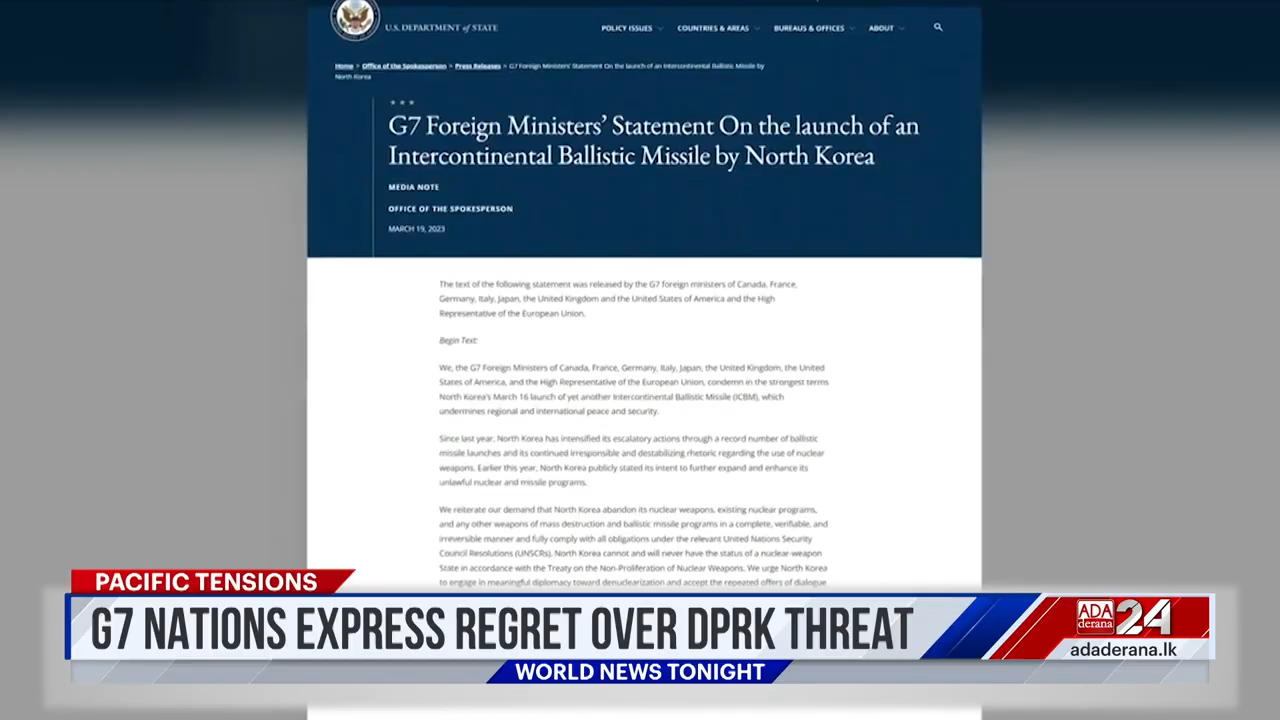 U.S. DEPARTMENT of STATE
POLICY ISSUES
COUNTRIES & AREAS
BUREAUS & OFFICES
ABOUT
Home > Office of the Spokesperson > Press Releases > G7 Foreign Ministers' Statement On the launch of an Intercontinental Ballistic Missile by
North Korea
G7 Foreign Ministers' Statement On the launch of an
Intercontinental Ballistic Missile by North Korea
MEDIA NOTE
OFFICE OF THE SPOKESPERSON
MARCH 19, 2023
The text of the following statement was released by the G7 foreign ministers of Canada, France,
Germany, Italy, Japan, the United Kingdom and the United States of America and the High
Representative of the European Union.
Begin Text:
We, the G7 Foreign Ministers of Canada, France, Germany, Italy, Japan, the United Kingdom, the United
States of America, and the High Representative of the European Union, condemn in the strongest terms
North Korea's March 16 launch of yet another Intercontinental Ballistic Missile (ICBM), which
undermines regional and international peace and security.
Since last year, North Korea has intensified its escalatory actions through a record number of ballistic
missile launches and its continued irresponsible and destabilizing rhetoric regarding the use of nuclear
weapons. Earlier this year, North Korea publicly stated its intent to further expand and enhance its
unlawful nuclear and missile programs.
We reiterate our demand that North Korea abandon its nuclear weapons, existing nuclear programs,
and any other weapons of mass destruction and ballistic missile programs in a complete, verifiable, and
irreversible manner and fully comply with all obligations under the relevant United Nations Security
Council Resolutions (UNSCRs). North Korea cannot and will never have the status of a nuclear-weapon
State in accordance with the Treaty on the Non-Proliferation of Nuclear Weapons. We urge North Korea
to engage in meaningful diplomacy toward denuclearization and accept the repeated offers of dialogue
PACIFIC TENSIONS
G7 NATIONS EXPRESS REGRET OVER DPRK THREAT
ADA
derana
24
adaderana.lk
WORLD NEWS TONIGHT